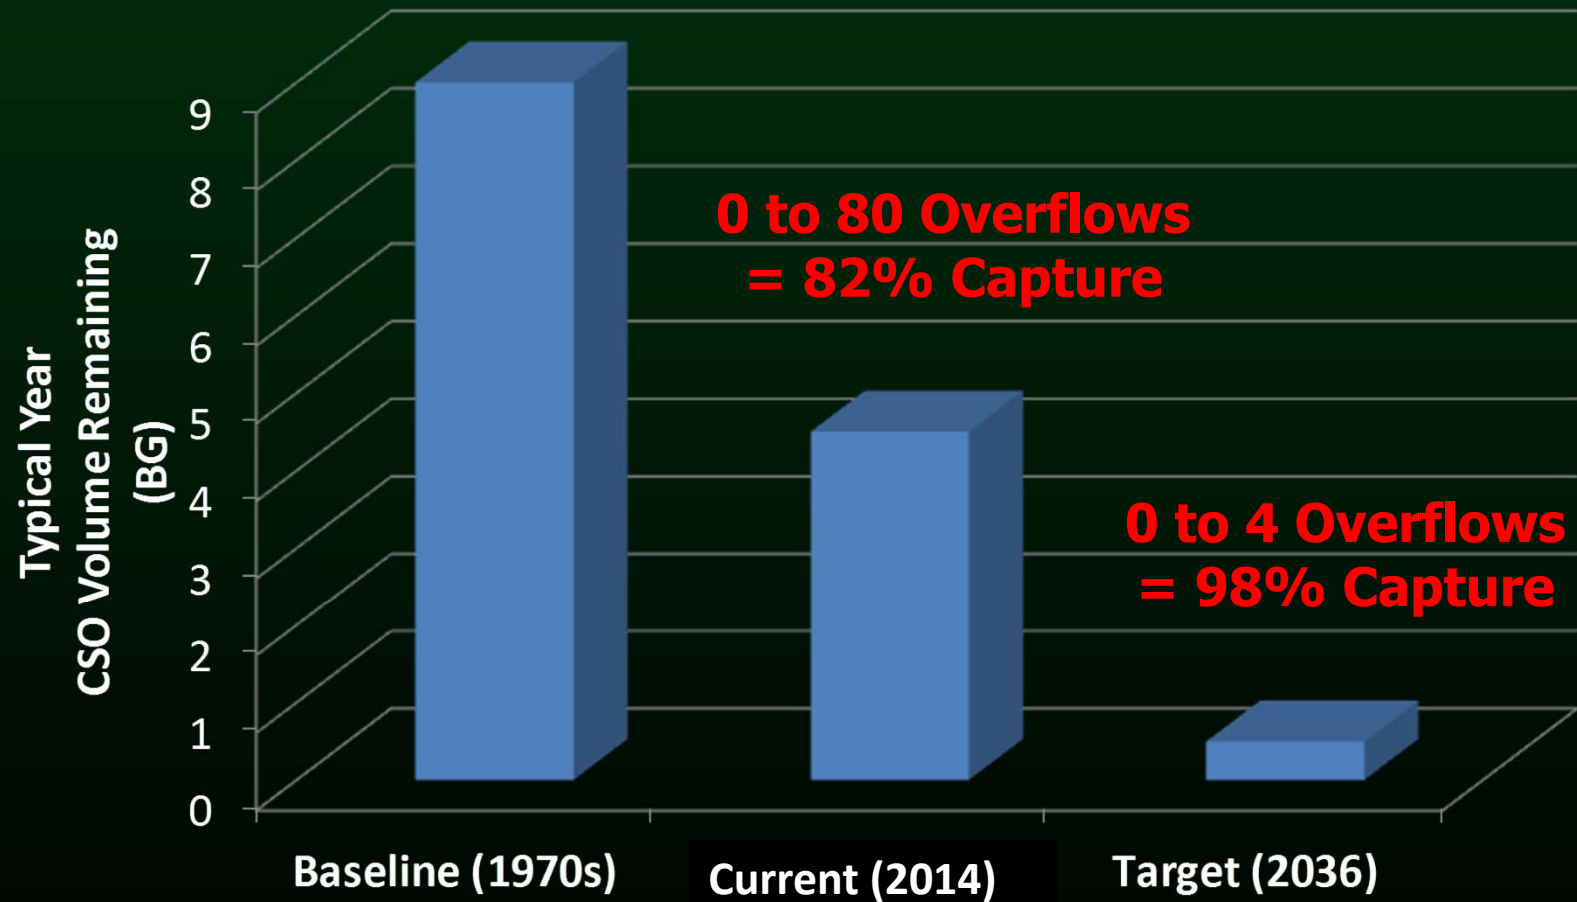 Typical Year
CSO Volume Remaining
(BG)
9
8
7
6
5
4
3
2
1
0
0 to 80 Overflows
= 82% Capture
0 to 4 Overflows
= 98% Capture
Baseline (1970s)
Current (2014)
Target (2036)